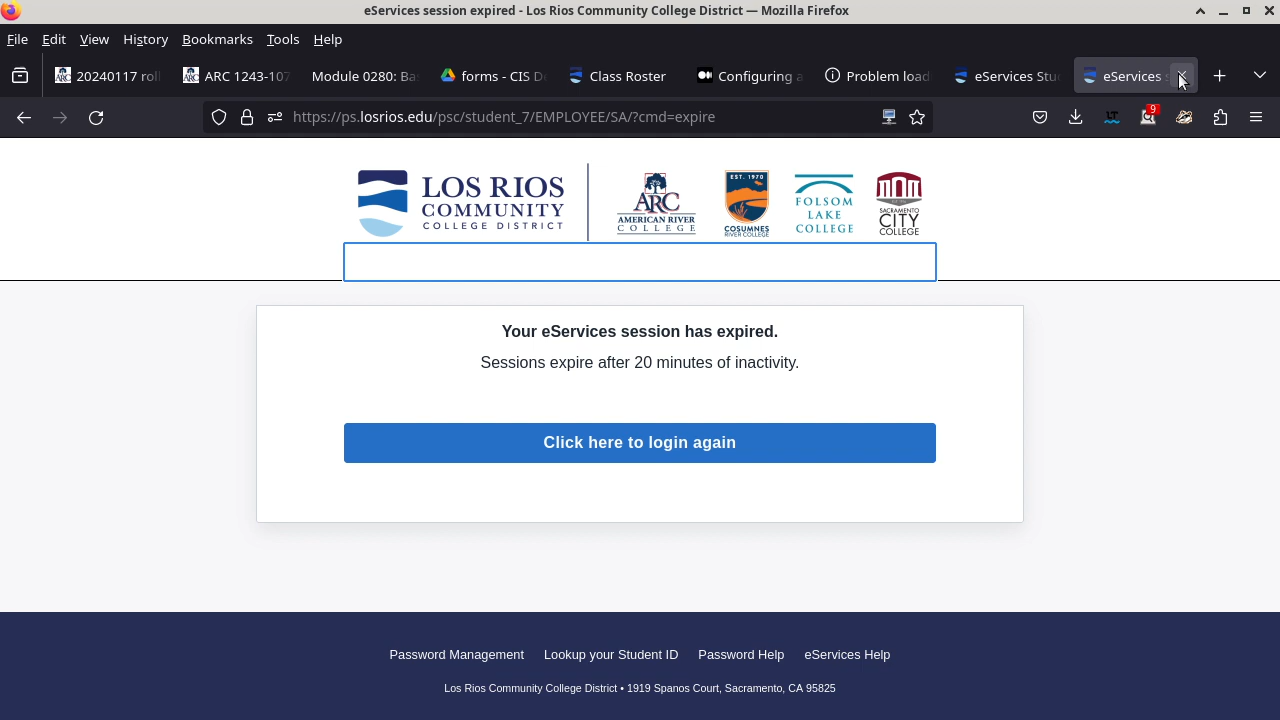 eServices session expired - Los Rios Community College District — Mozilla Firefox
File Edit View History Bookmarks Tools Help
20240117 roll
ARC 1243-107
Module 0280: Ba
forms - CIS De
Class Roster
Configuring a
Problem load
eServices Stu
eServices s
https://ps.losrios.edu/psc/student_7/EMPLOYEE/SA/?cmd=expire
9
LOS RIOS
COMMUNITY
COLLEGE DISTRICT
ARC
AMERICAN RIVER
COLLEGE
EST. 1970
COSUMNES
RIVER COLLEGE
FOLSOM
LAKE
COLLEGE
SACRAMENTO
CITY
COLLEGE
Your eServices session has expired.
Sessions expire after 20 minutes of inactivity.
Click here to login again
Password Management Lookup your Student ID Password Help eServices Help
Los Rios Community College District • 1919 Spanos Court, Sacramento, CA 95825